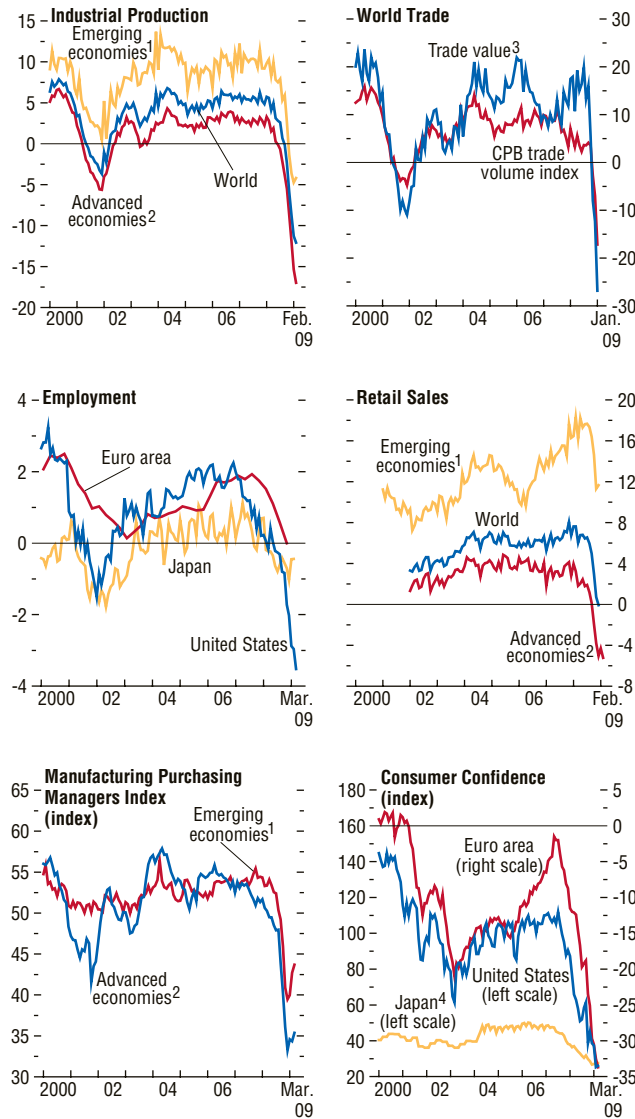 Industrial Production
Emerging
economies¹
World
Advanced
economies²
15
10
5
0
-5
-10
-15
-20
2000 02 04 06 Feb.
09
World Trade
Trade value³
CPB trade
volume index
30
20
10
0
-10
-20
-30
2000 02 04 06 Jan.
09
Employment
Euro area
Japan
United States
4
2
0
-2
-4
2000 02 04 06 Mar.
09
Retail Sales
Emerging
economies¹
World
Advanced
economies²
20
16
12
8
4
0
-4
-8
2000 02 04 06 Feb.
09
Manufacturing Purchasing
Managers Index
(index)
Emerging
economies¹
Advanced
economies²
65
60
55
50
45
40
35
30
2000 02 04 06 Mar.
09
Consumer Confidence
(index)
Euro area
(right scale)
United States
(left scale)
Japan⁴
(left scale)
180
160
140
120
100
80
60
40
20
5
0
-5
-10
-15
-20
-25
-30
-35
2000 02 04 06 Mar.
09